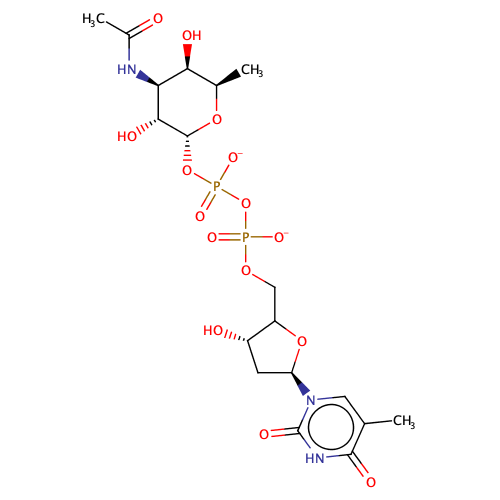 H₃C O
OH
HN CH₃
O
HO
O O⁻
P
O O
O P O⁻
O
HO O
N CH₃
O HN O